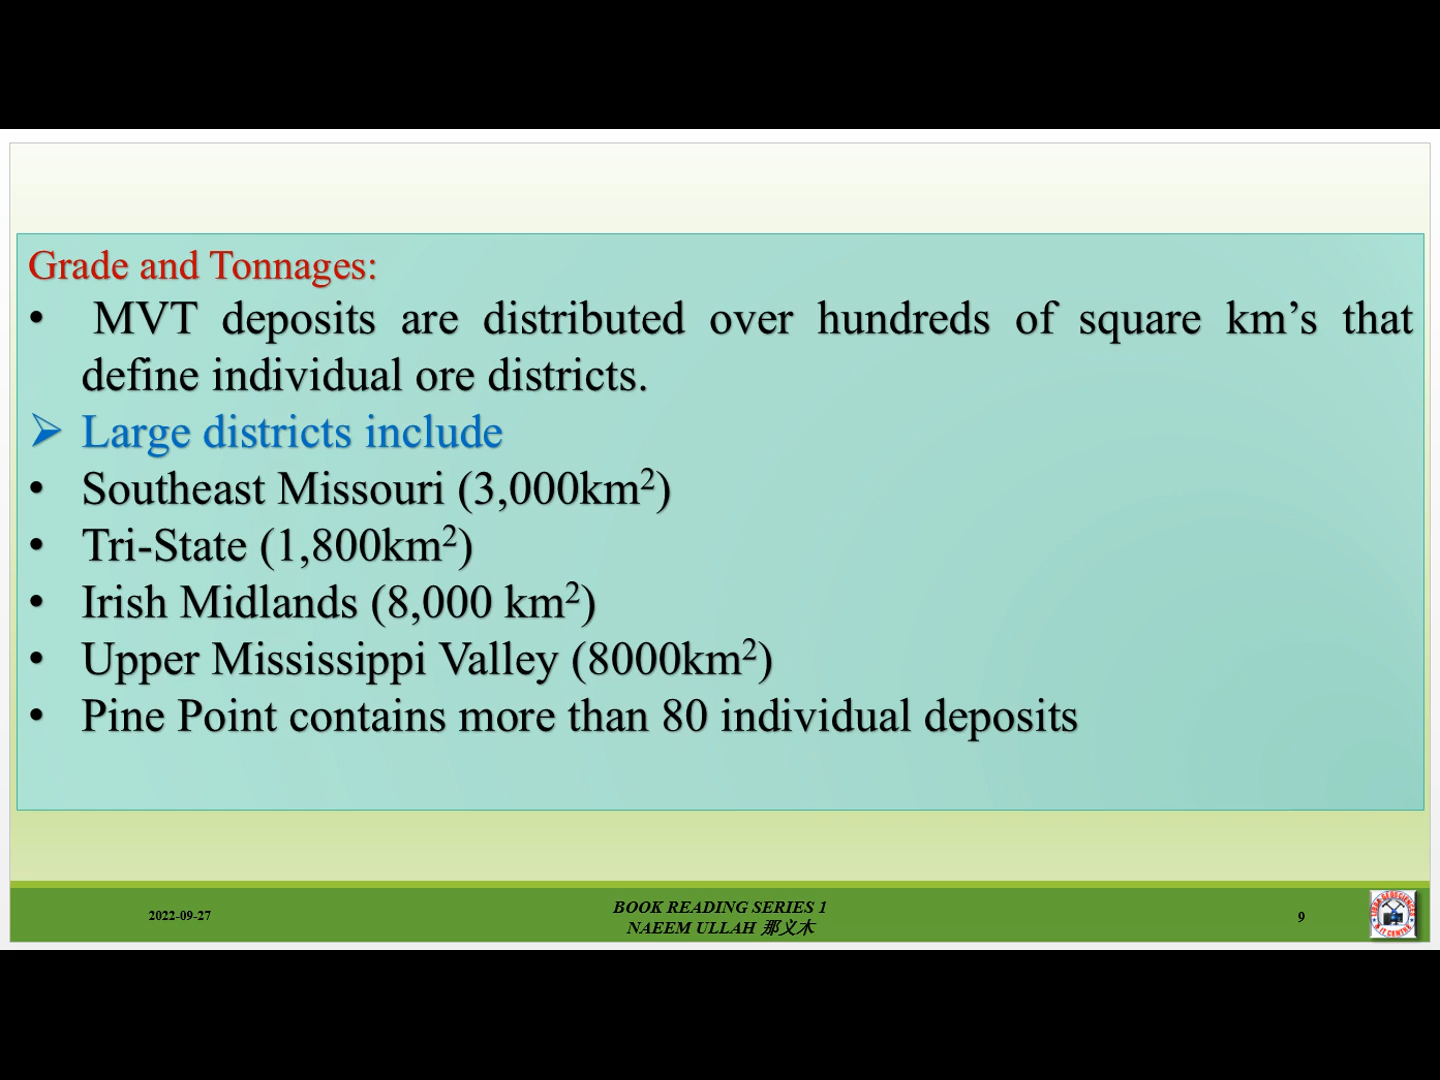 Grade and Tonnages:
• MVT deposits are distributed over hundreds of square km’s that
define individual ore districts.
➢ Large districts include
• Southeast Missouri (3,000km²)
• Tri-State (1,800km²)
• Irish Midlands (8,000 km²)
• Upper Mississippi Valley (8000km²)
• Pine Point contains more than 80 individual deposits
2022-09-27
BOOK READING SERIES 1
NAEEM ULLAH 那义木
9